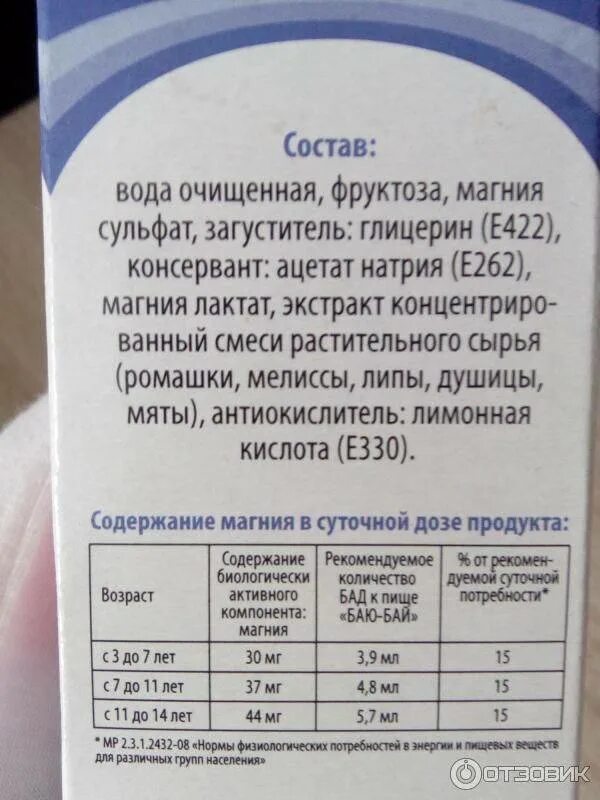 Состав:
вода очищенная, фруктоза, магния
сульфат, загуститель: глицерин (Е422),
консервант: ацетат натрия (Е262),
магния лактат, экстракт концентриро-
ванный смеси растительного сырья
(ромашки, мелиссы, липы, душицы,
мяты), антиокислитель: лимонная
кислота (Е330).
Содержание магния в суточной дозе продукта:
Возраст
Содержание
биологически
активного
компонента:
магния
Рекомендуемое
количество
БАД к пище
«БАЮ-БАЙ»
% от рекомен-
дуемой суточной
потребности*
с 3 до 7 лет 30 мг 3,9 мл 15
с 7 до 11 лет 37 мг 4,8 мл 15
с 11 до 14 лет 44 мг 5,7 мл 15
* МР 2.3.1.2432-08 «Нормы физиологических потребностей в энергии и пищевых веществ
для различных групп населения»
ОТЗОВИК